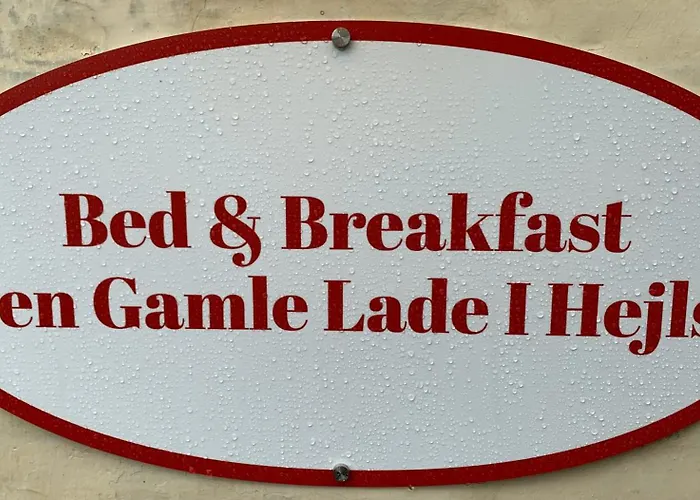 Bed & Breakfast
en Gamle Lade I Hejls